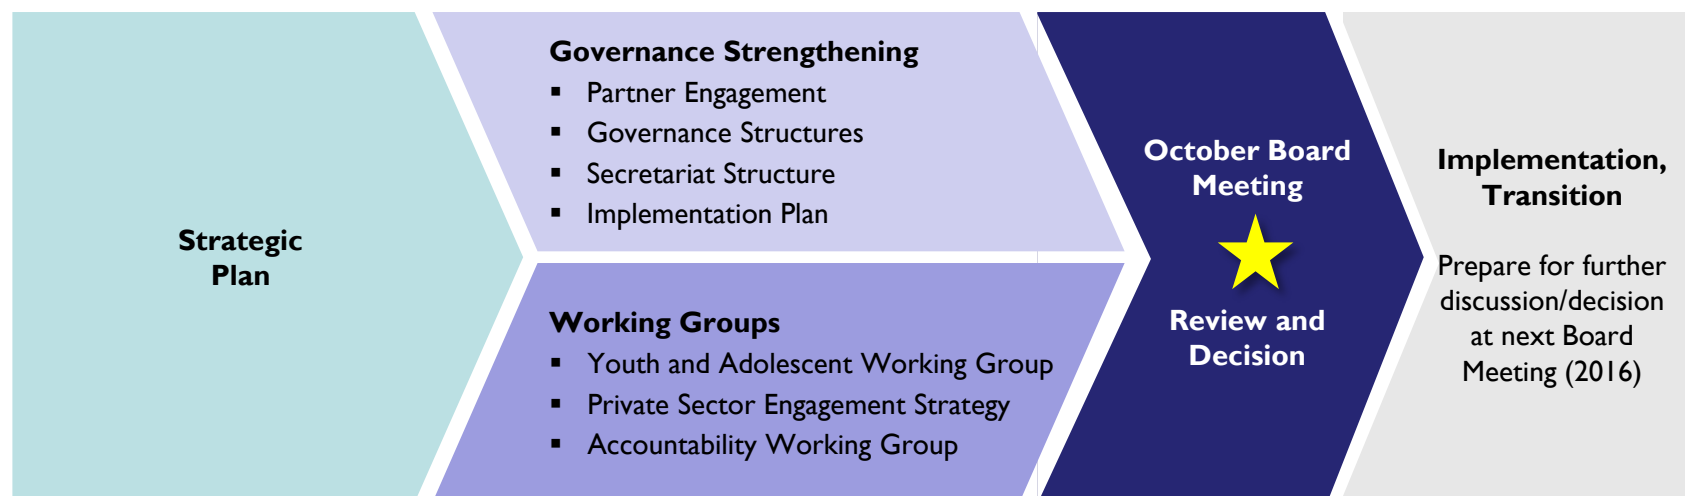 Strategic
Plan
Governance Strengthening
▪ Partner Engagement
▪ Governance Structures
▪ Secretariat Structure
▪ Implementation Plan
Working Groups
▪ Youth and Adolescent Working Group
▪ Private Sector Engagement Strategy
▪ Accountability Working Group
October Board
Meeting
Review and
Decision
Implementation,
Transition
Prepare for further
discussion/decision
at next Board
Meeting (2016)